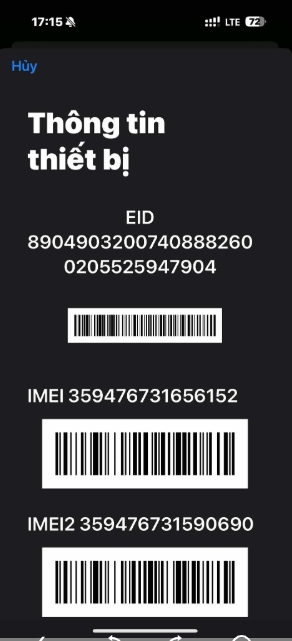 17:15
LTE 72
Hủy
Thông tin
thiết bị
EID
8904903200740888260
0205525947904
IMEI 359476731656152
IMEI2 359476731590690